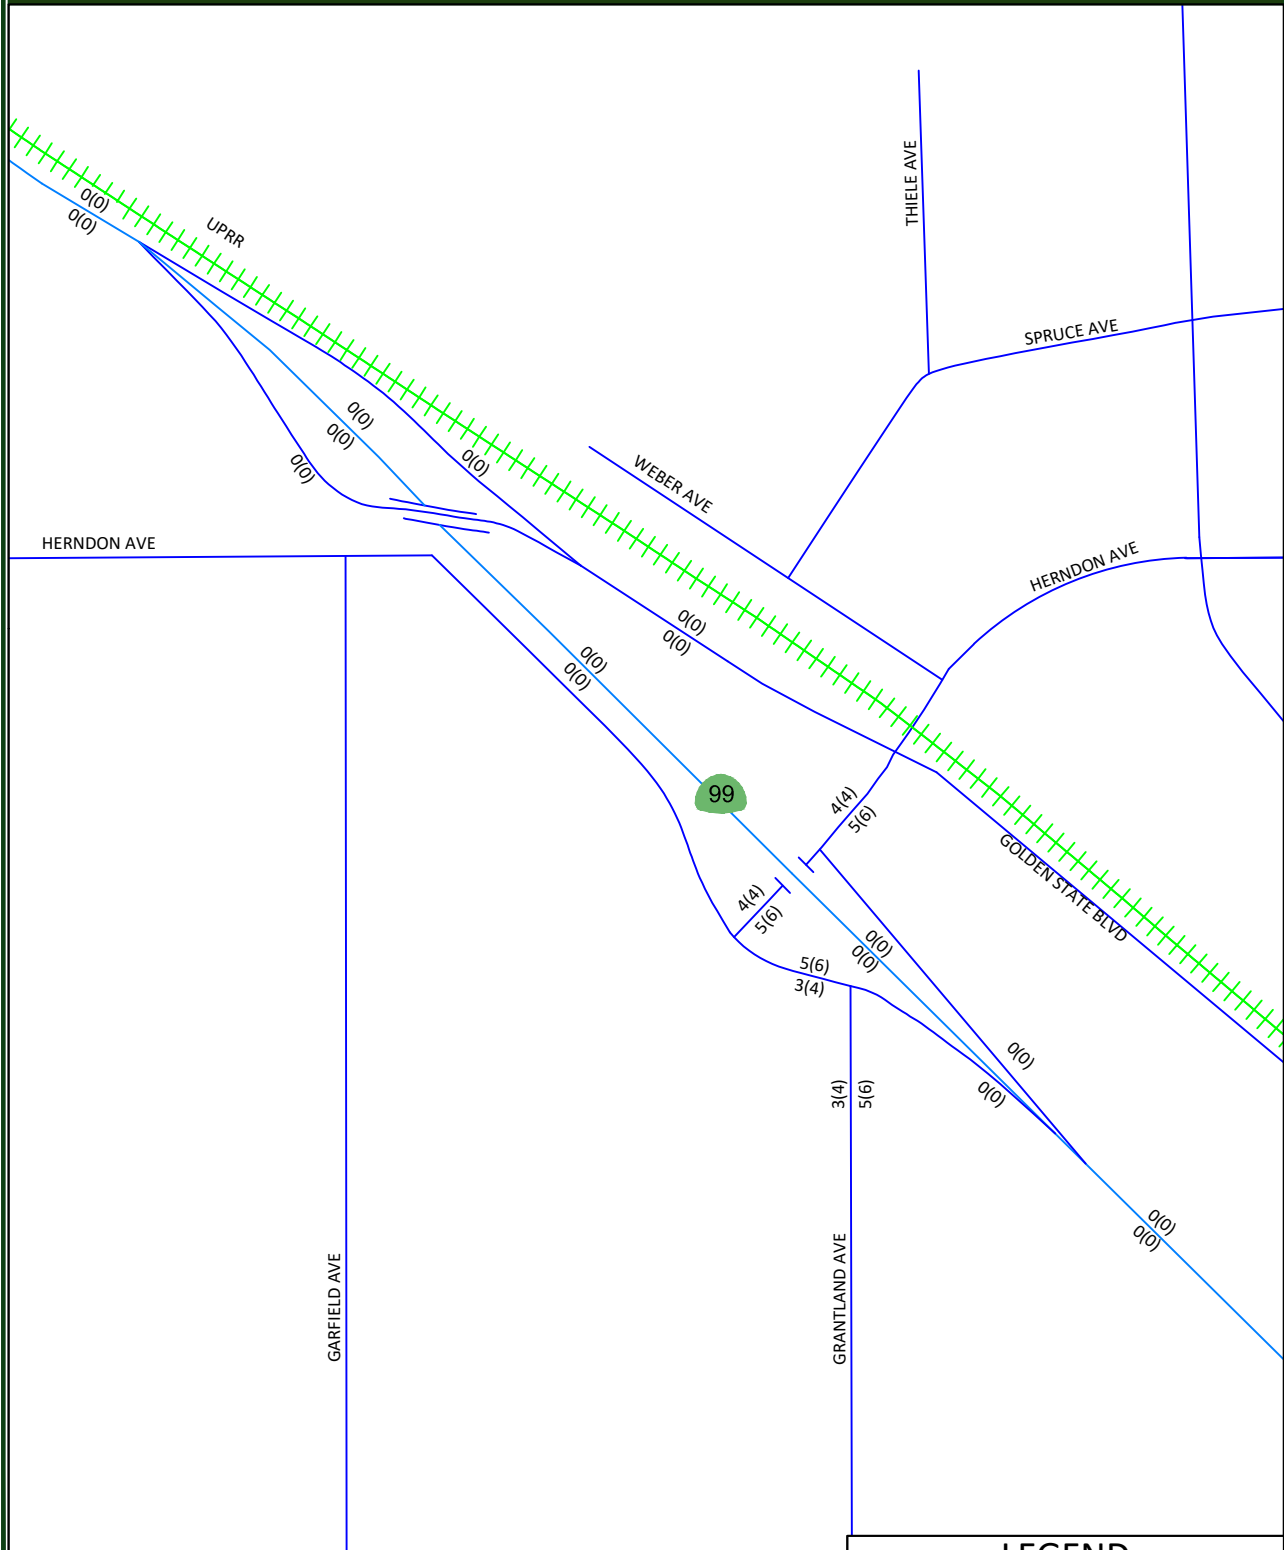 THIELE AVE
0(0)
0(0)
UPRR
SPRUCE AVE
0(0)
0(0)
0(0)
0(0)
WEBER AVE
HERNDON AVE
HERNDON AVE
0(0)
0(0)
0(0)
0(0)
99
4(4)
5(6)
GOLDEN STATE BLVD
4(4)
5(6)
0(0)
0(0)
5(6)
3(4)
0(0)
0(0)
3(4)
5(6)
0(0)
0(0)
GARFIELD AVE
GRANTLAND AVE
LEGEND